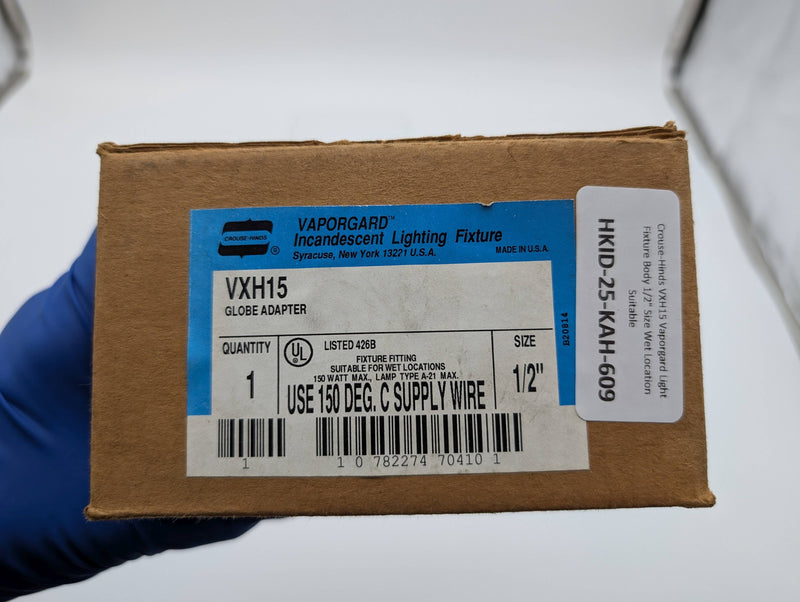 CROUSE-HINDS
®
VAPORGARD™
Incandescent Lighting Fixture
Syracuse, New York 13221 U.S.A.
MADE IN U.S.A.
VXH15
GLOBE ADAPTER
QUANTITY
1
UL
®
LISTED 426B
FIXTURE FITTING
SUITABLE FOR WET LOCATIONS
150 WATT MAX., LAMP TYPE A-21 MAX.
USE 150 DEG. C SUPPLY WIRE
SIZE
1/2"
B20814
1
1 0 782274 70410 1
Crouse-Hinds VXH15 Vaporgard Light
Fixture Body 1/2" Size Wet Location
Suitable
HKID-25-KAH-609